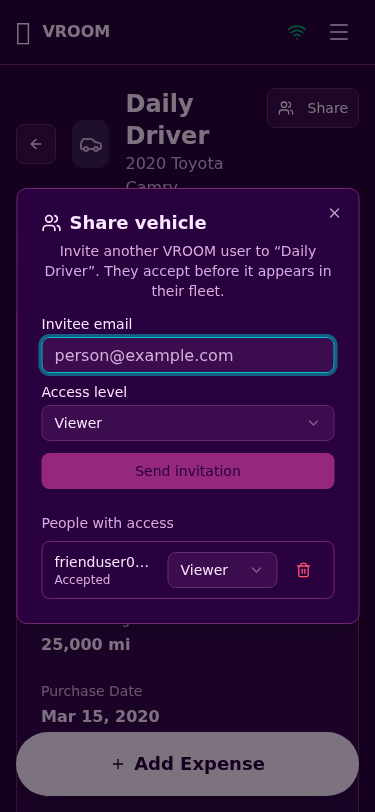 VROOM
Daily
Driver
Share
2020 Toyota
Camry
Share vehicle
Invite another VROOM user to “Daily
Driver”. They accept before it appears in
their fleet.
Invitee email
person@example.com
Access level
Viewer
Send invitation
People with access
frienduser0...
Accepted
Viewer
25,000 mi
Purchase Date
Mar 15, 2020
+ Add Expense